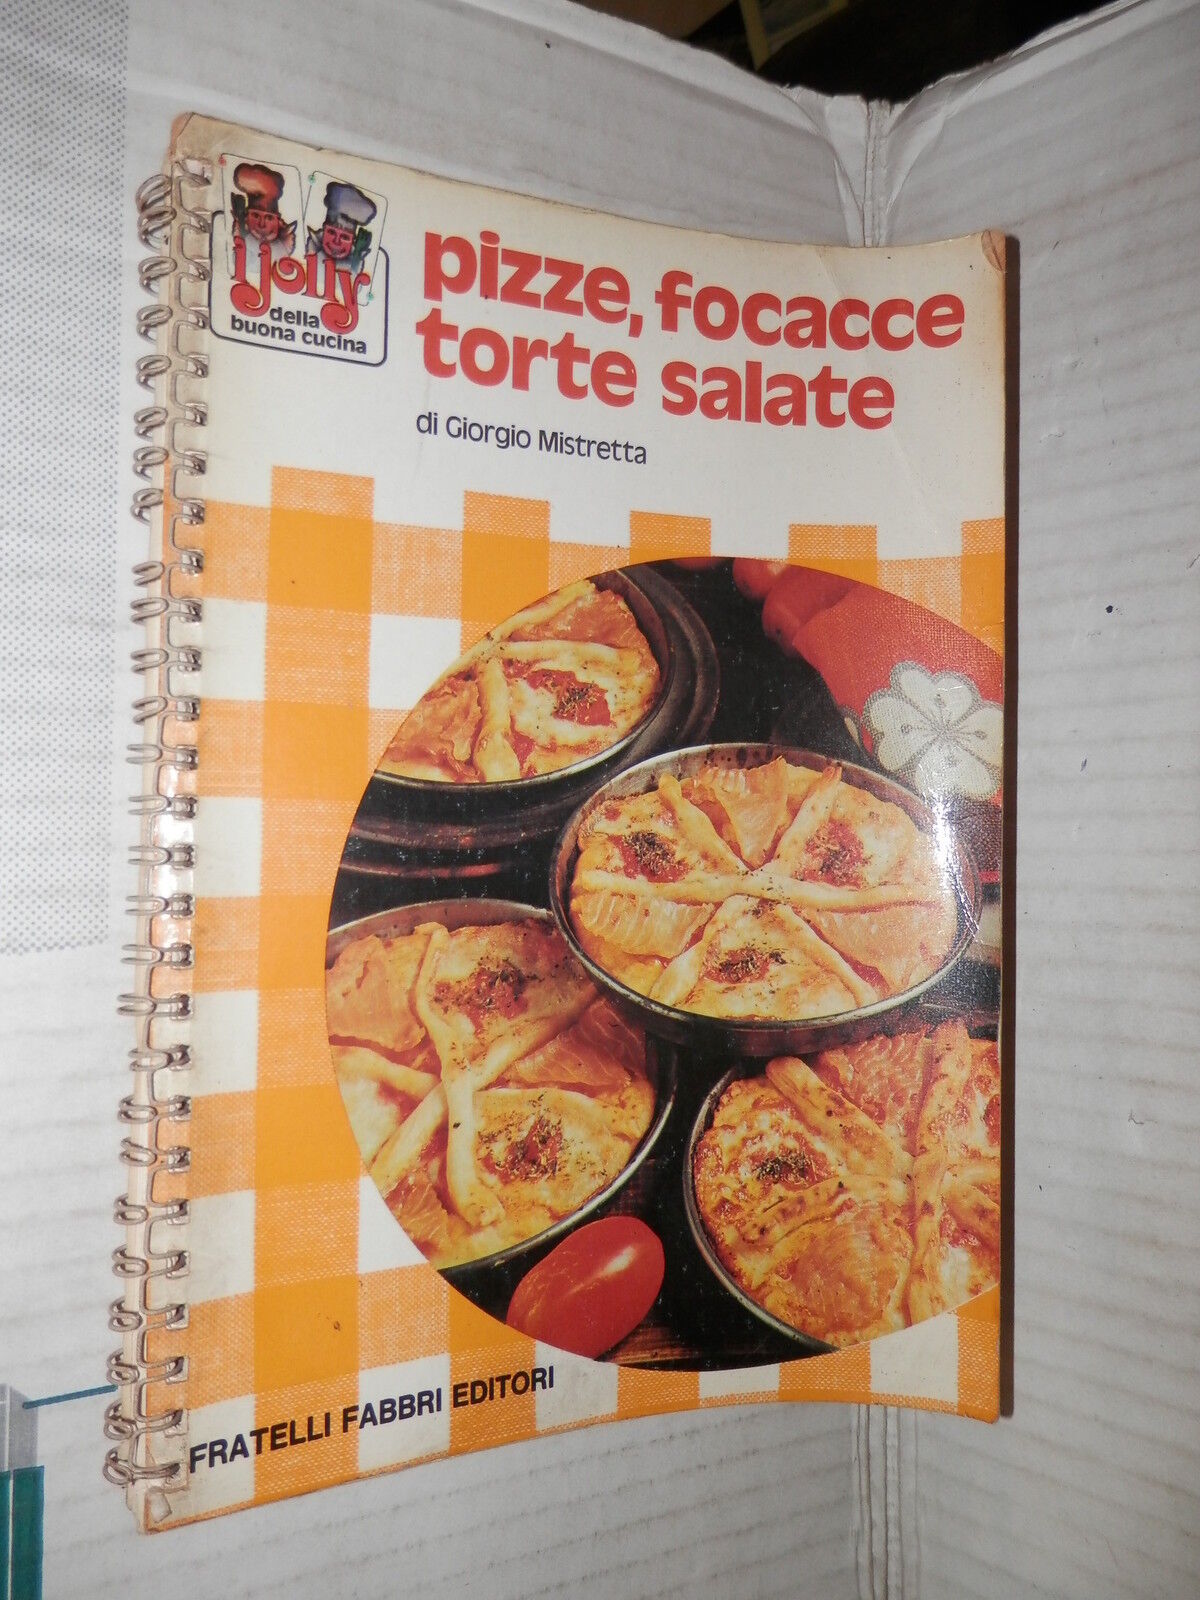 i jolly
della
buona cucina
pizze, focacce
torte salate
di Giorgio Mistretta
FRATELLI FABBRI EDITORI